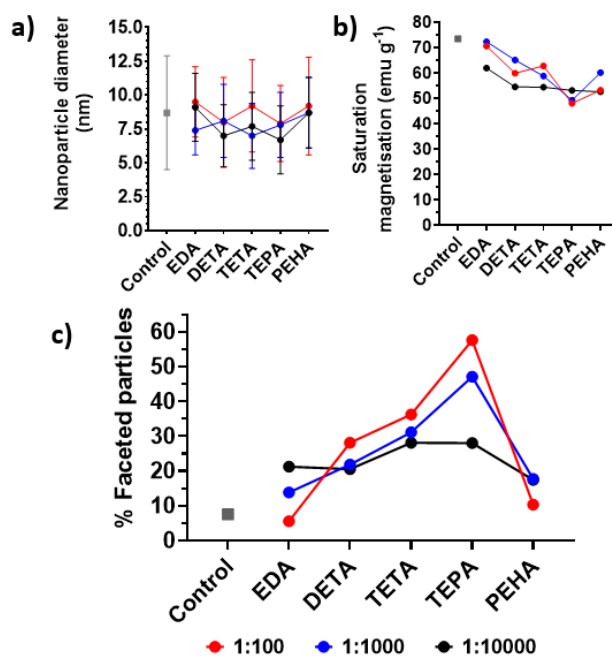 a)
Nanoparticle diameter
(nm)
15.0
12.5
10.0
7.5
5.0
2.5
0.0
Control
EDA
DETA
TETA
TEPA
PEHA
b)
Saturation
magnetisation (emu g-1)
80
70
60
50
40
30
20
10
0
Control
EDA
DETA
TETA
TEPA
PEHA
c)
% Faceted particles
60
50
40
30
20
10
0
Control
EDA
DETA
TETA
TEPA
PEHA
1:100 1:1000 1:10000